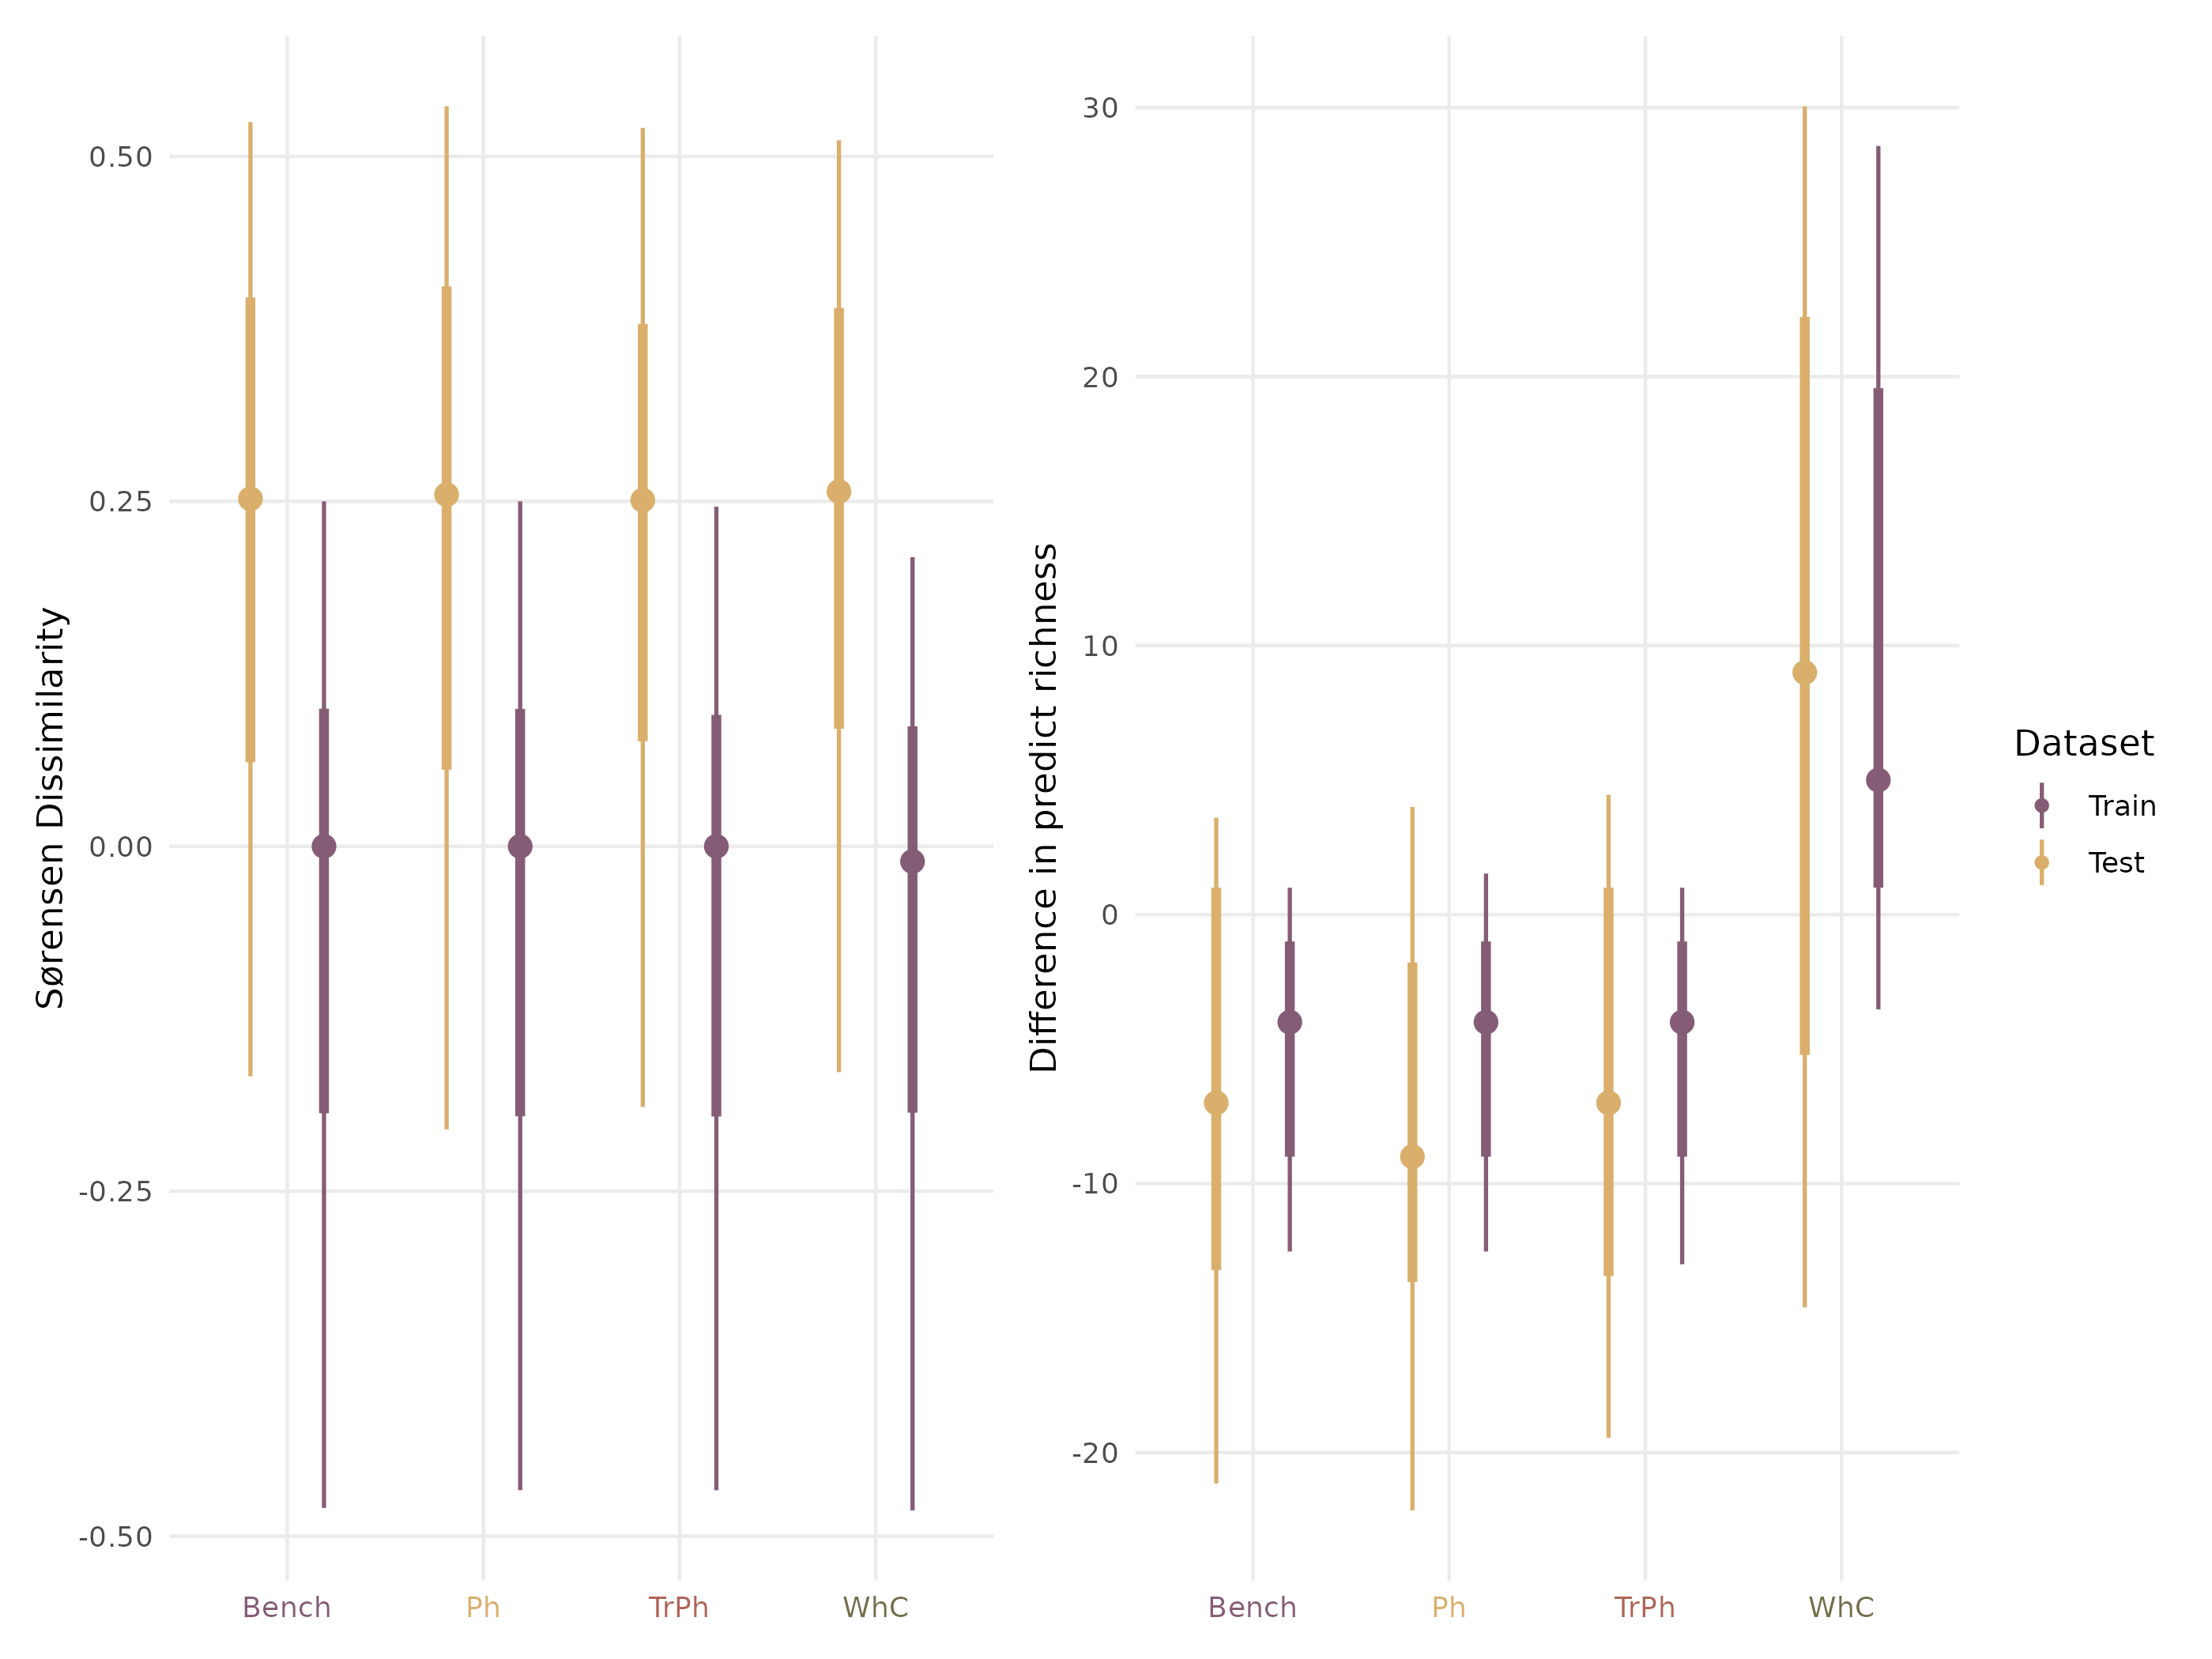 Sørensen Dissimilarity
0.50
0.25
0.00
-0.25
-0.50
Bench
Ph
TrPh
WhC
Difference in predict richness
30
20
10
0
-10
-20
Bench
Ph
TrPh
WhC
Dataset
Train
Test